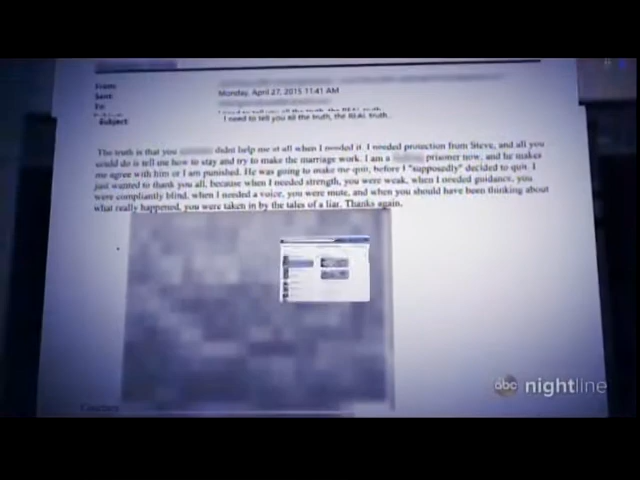 From:
Sent: Monday, April 27, 2015 11:41 AM
To:
Subject: I need to tell you all the truth, the REAL truth..
The truth is that you didnt help me at all when I needed it. I needed protection from Steve, and all you
could do is tell me how to stay and try to make the marriage work. I am a prisoner now, and he makes
me agree with him or I am punished. He was going to make me quit, before I "supposedly" decided to quit. I
just wanted to thank you all, because when I needed strength, you were weak, when I needed guidance, you
were compliantly blind, when I needed a voice, you were mute, and when you should have been thinking about
what really happened, you were taken in by the tales of a liar. Thanks again,
abc nightline